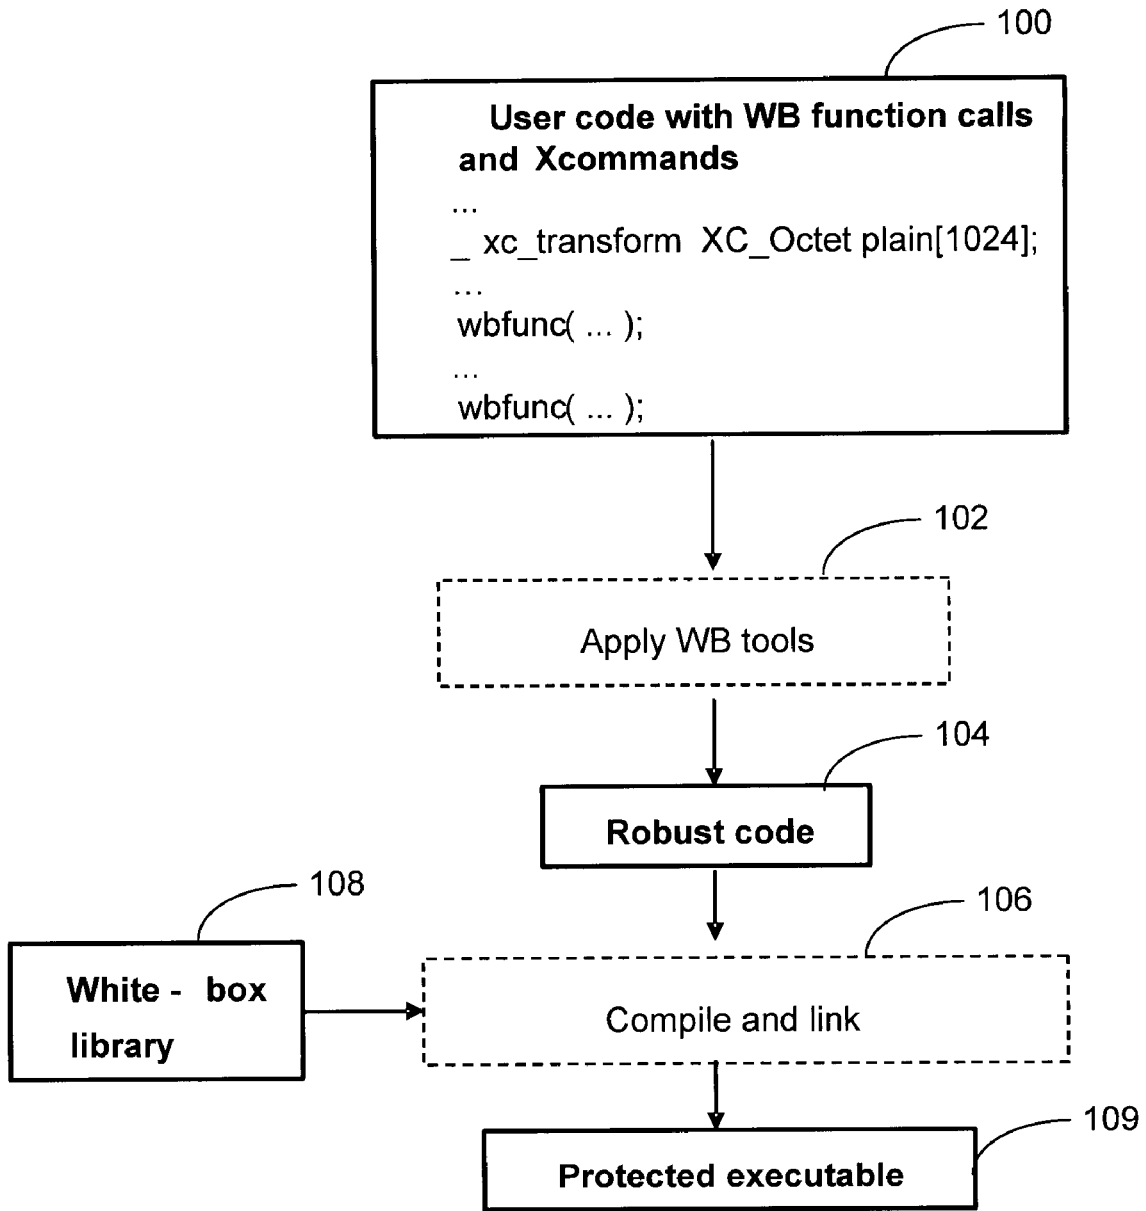 100
User code with WB function calls
and Xcommands
...
_ xc_transform XC_Octet plain[1024];
...
wbfunc( ... );
...
wbfunc( ... );
102
Apply WB tools
104
Robust code
108
106
White - box
library
Compile and link
109
Protected executable